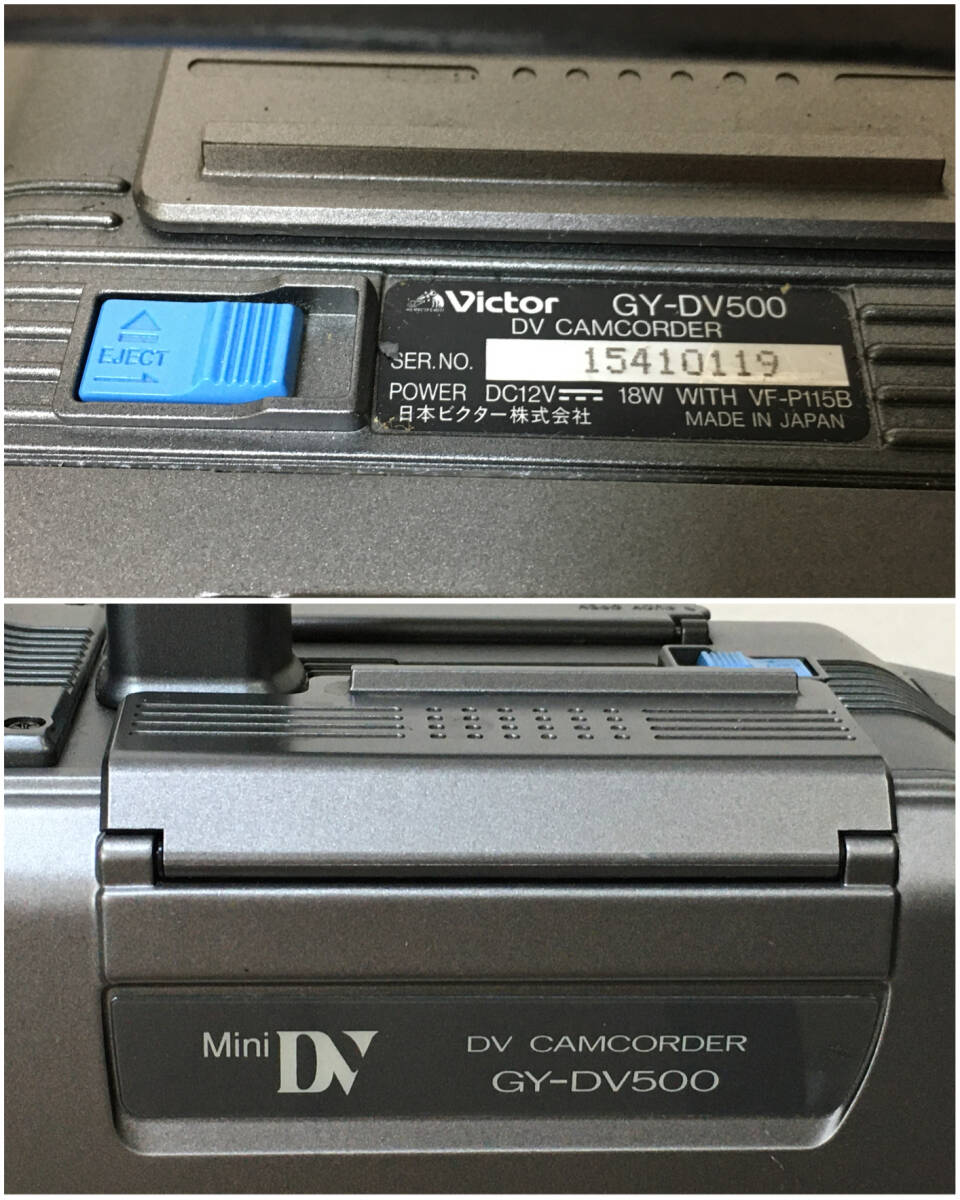 EJECT
Victor GY-DV500
DV CAMCORDER
SER.NO. 15410119
POWER DC12V⎓ 18W WITH VF-P115B
日本ビクター株式会社 MADE IN JAPAN
Mini DV DV CAMCORDER
GY-DV500